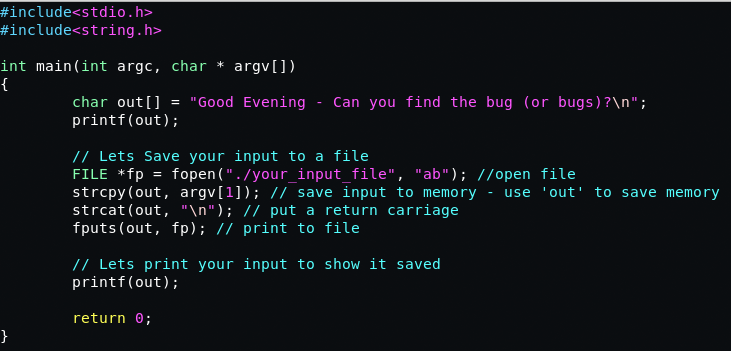 #include<stdio.h>
#include<string.h>

int main(int argc, char * argv[])
{
        char out[] = "Good Evening - Can you find the bug (or bugs)?\n";
        printf(out);

        // Lets Save your input to a file
        FILE *fp = fopen("./your_input_file", "ab"); //open file
        strcpy(out, argv[1]); // save input to memory - use 'out' to save memory
        strcat(out, "\n"); // put a return carriage
        fputs(out, fp); // print to file

        // Lets print your input to show it saved
        printf(out);

        return 0;
}